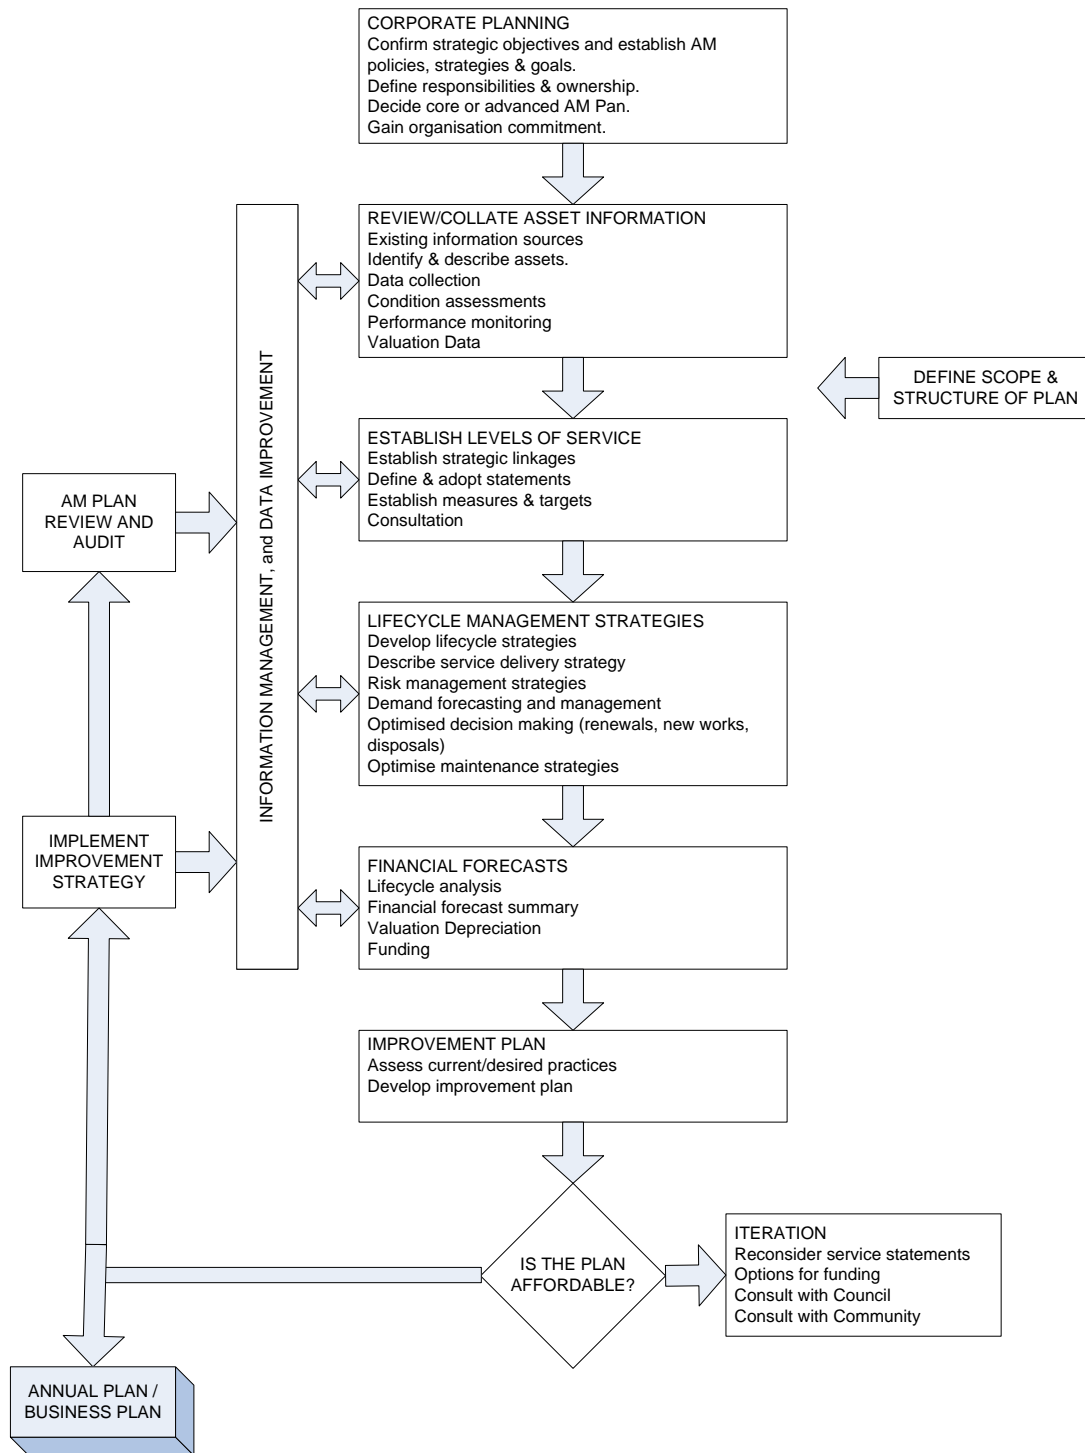 CORPORATE PLANNING
Confirm strategic objectives and establish AM
policies, strategies & goals.
Define responsibilities & ownership.
Decide core or advanced AM Pan.
Gain organisation commitment.
REVIEW/COLLATE ASSET INFORMATION
Existing information sources
Identify & describe assets.
Data collection
Condition assessments
Performance monitoring
Valuation Data
DEFINE SCOPE &
STRUCTURE OF PLAN
INFORMATION MANAGEMENT, and DATA IMPROVEMENT
ESTABLISH LEVELS OF SERVICE
Establish strategic linkages
Define & adopt statements
Establish measures & targets
Consultation
AM PLAN
REVIEW AND
AUDIT
LIFECYCLE MANAGEMENT STRATEGIES
Develop lifecycle strategies
Describe service delivery strategy
Risk management strategies
Demand forecasting and management
Optimised decision making (renewals, new works,
disposals)
Optimise maintenance strategies
IMPLEMENT
IMPROVEMENT
STRATEGY
FINANCIAL FORECASTS
Lifecycle analysis
Financial forecast summary
Valuation Depreciation
Funding
IMPROVEMENT PLAN
Assess current/desired practices
Develop improvement plan
IS THE PLAN
AFFORDABLE?
ITERATION
Reconsider service statements
Options for funding
Consult with Council
Consult with Community
ANNUAL PLAN /
BUSINESS PLAN